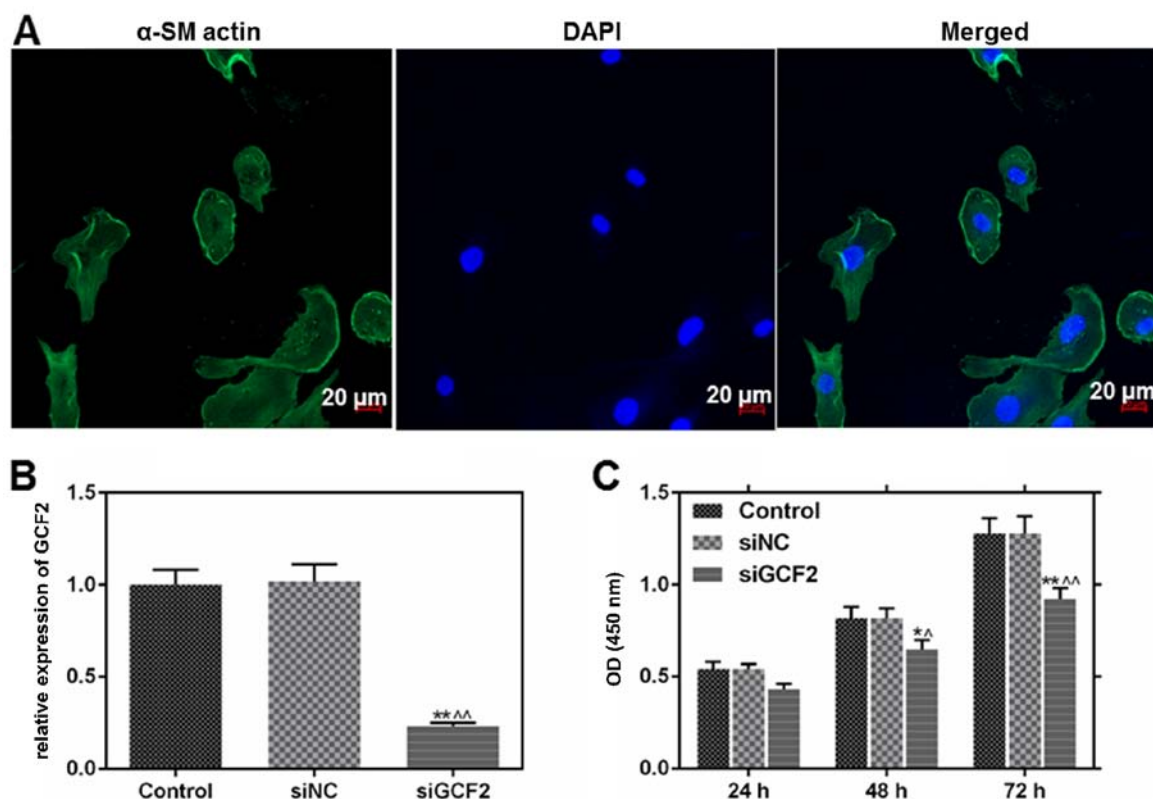 A
α-SM actin DAPI Merged
20 μm 20 μm 20 μm
B
relative expression of GCF2
1.5
1.0
0.5
0.0
**^^
Control siNC siGCF2
C
OD (450 nm)
1.5
1.0
0.5
0.0
Control
siNC
siGCF2
*^
**^^
24 h 48 h 72 h